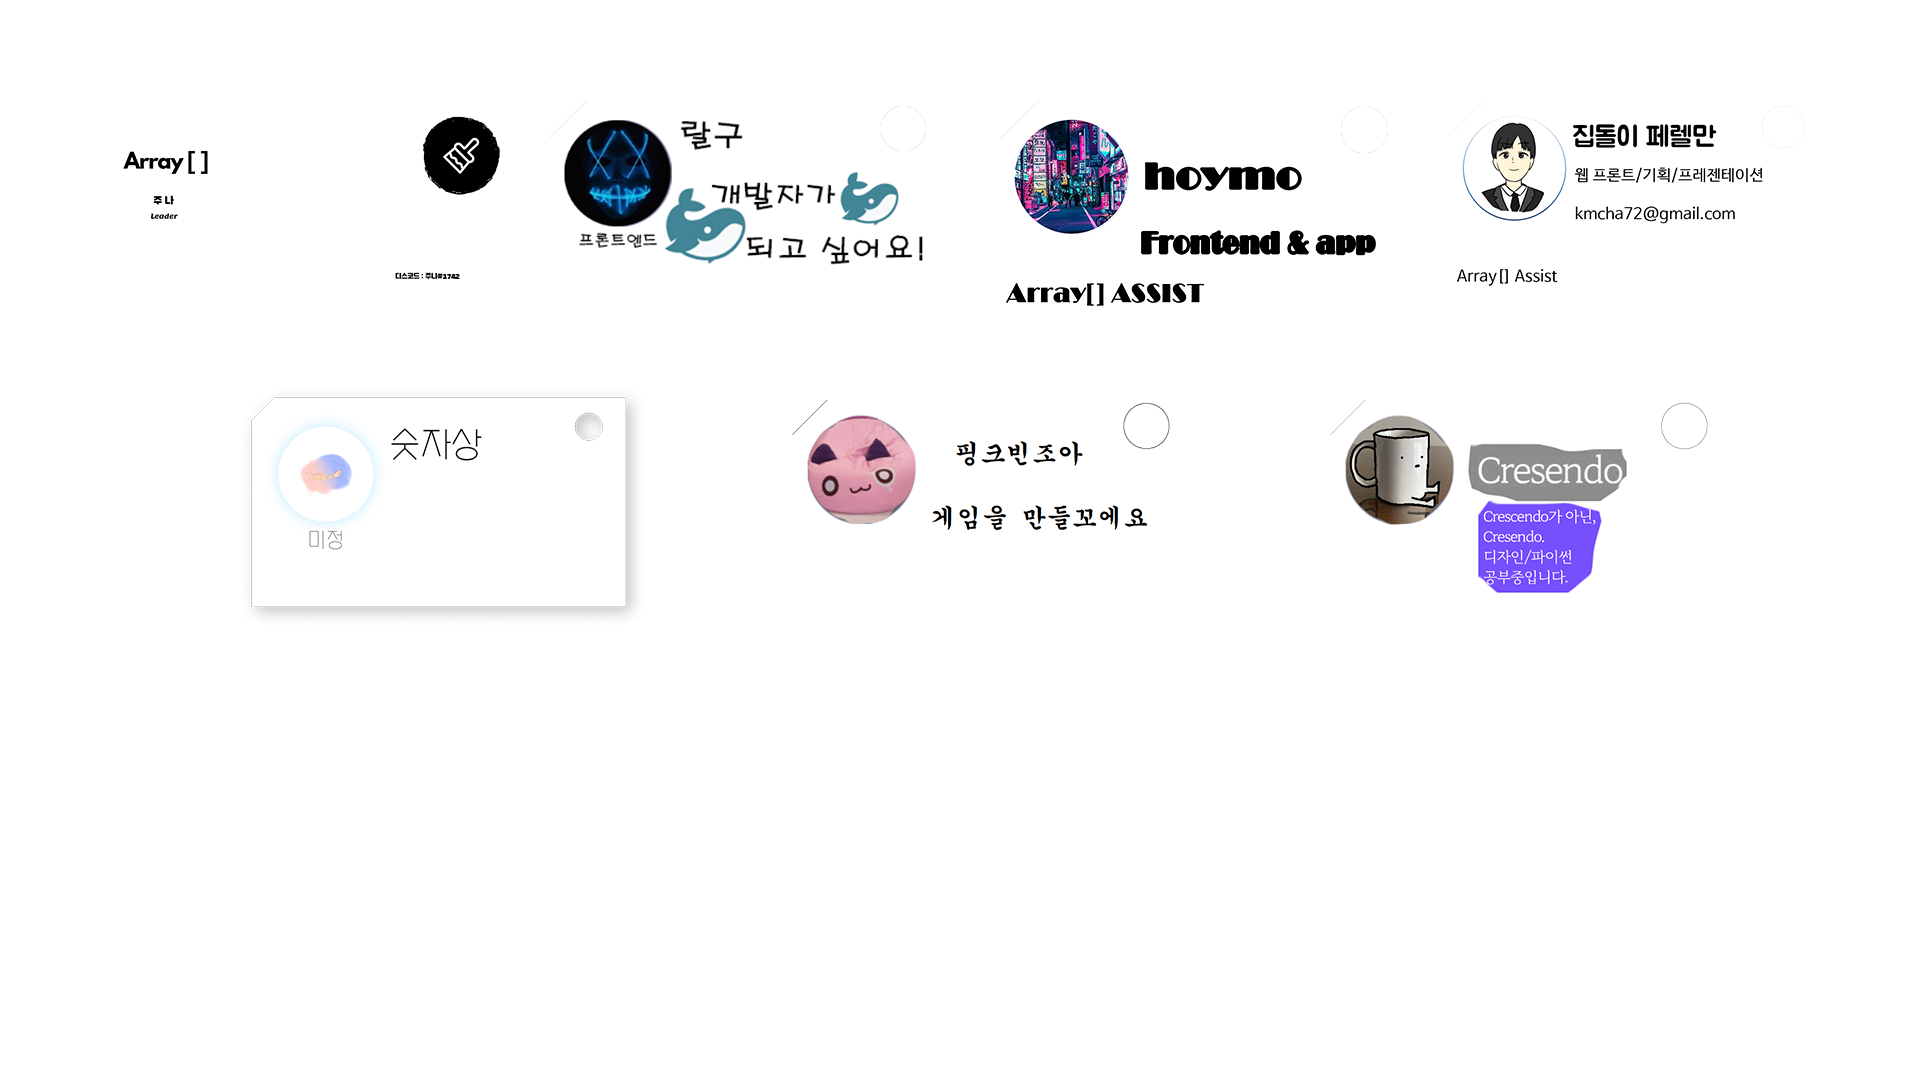 Array [ ]
주 나
Leader
디스코드 : 주나#1742
랄구
개발자가
되고 싶어요!
프론트엔드
hoymo
Frontend & app
Array[] ASSIST
집돌이 페렐만
웹 프론트/기획/프레젠테이션
kmcha72@gmail.com
Array[] Assist
숫자상
미정
핑크빈조아
게임을 만들꼬에요
Cresendo
Crescendo가 아닌,
Cresendo.
디자인/파이썬
공부중입니다.